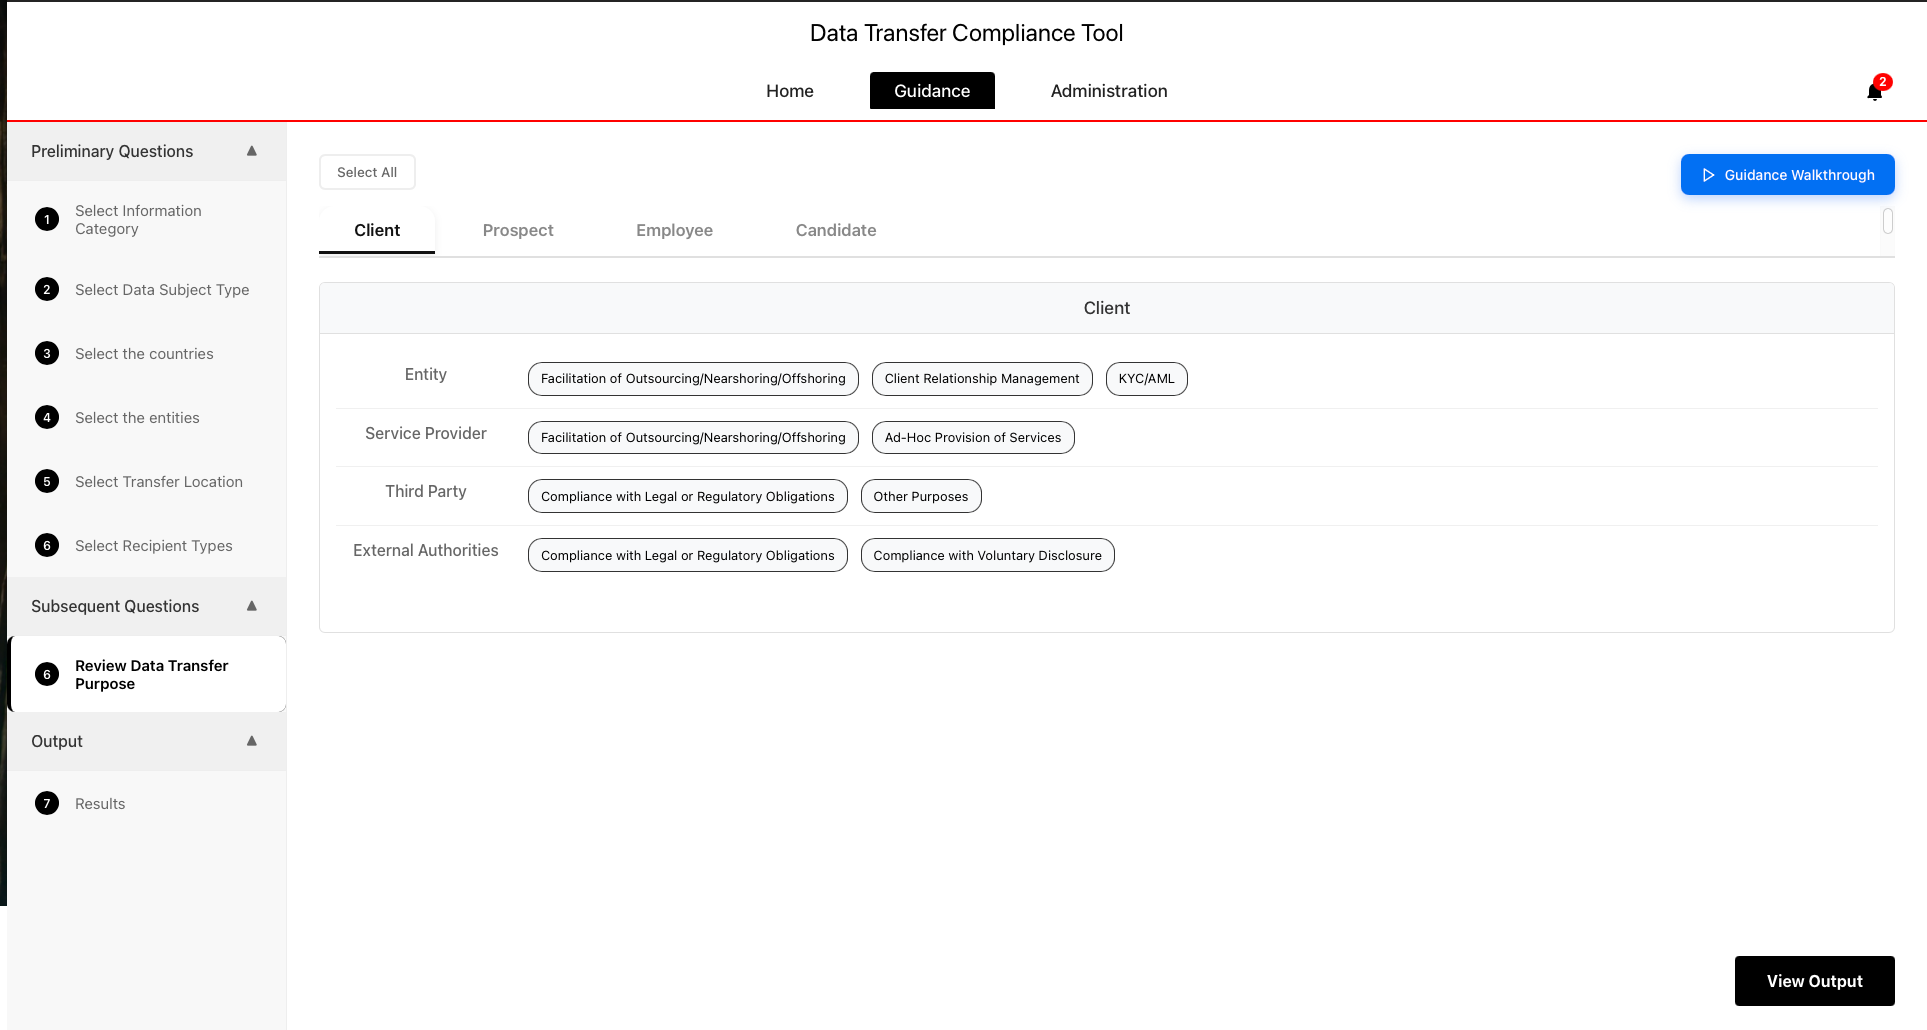 Data Transfer Compliance Tool
Home Guidance Administration
2
Preliminary Questions
1 Select Information
Category
2 Select Data Subject Type
3 Select the countries
4 Select the entities
5 Select Transfer Location
6 Select Recipient Types
Subsequent Questions
6 Review Data Transfer
Purpose
Output
7 Results
Select All
Guidance Walkthrough
Client Prospect Employee Candidate
Client
Entity Facilitation of Outsourcing/Nearshoring/Offshoring Client Relationship Management KYC/AML
Service Provider Facilitation of Outsourcing/Nearshoring/Offshoring Ad-Hoc Provision of Services
Third Party Compliance with Legal or Regulatory Obligations Other Purposes
External Authorities Compliance with Legal or Regulatory Obligations Compliance with Voluntary Disclosure
View Output